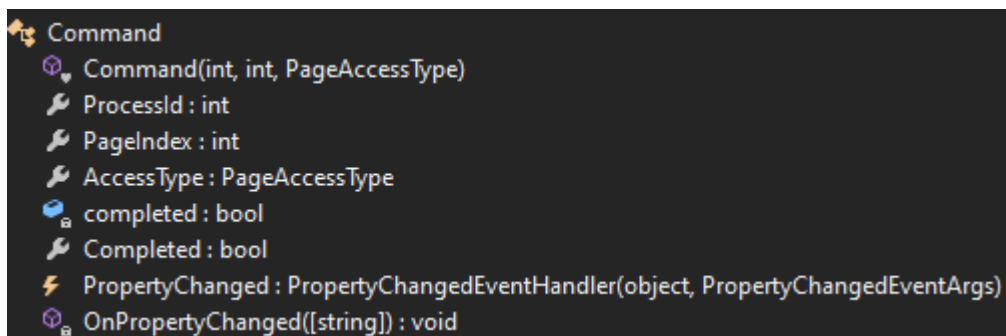 Command
Command(int, int, PageAccessType)
ProcessId : int
PageIndex : int
AccessType : PageAccessType
completed : bool
Completed : bool
PropertyChanged : PropertyChangedEventHandler(object, PropertyChangedEventArgs)
OnPropertyChanged([string]) : void